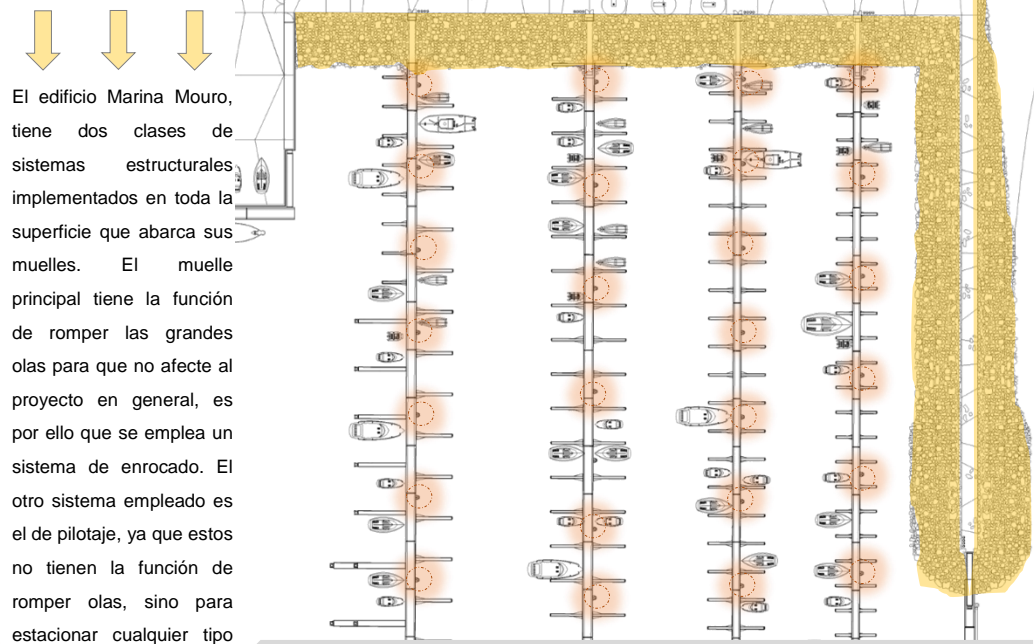 El edificio Marina Mouro,
tiene dos clases de
sistemas estructurales
implementados en toda la
superficie que abarca sus
muelles. El muelle
principal tiene la función
de romper las grandes
olas para que no afecte al
proyecto en general, es
por ello que se emplea un
sistema de enrocado. El
otro sistema empleado es
el de pilotaje, ya que estos
no tienen la función de
romper olas, sino para
estacionar cualquier tipo